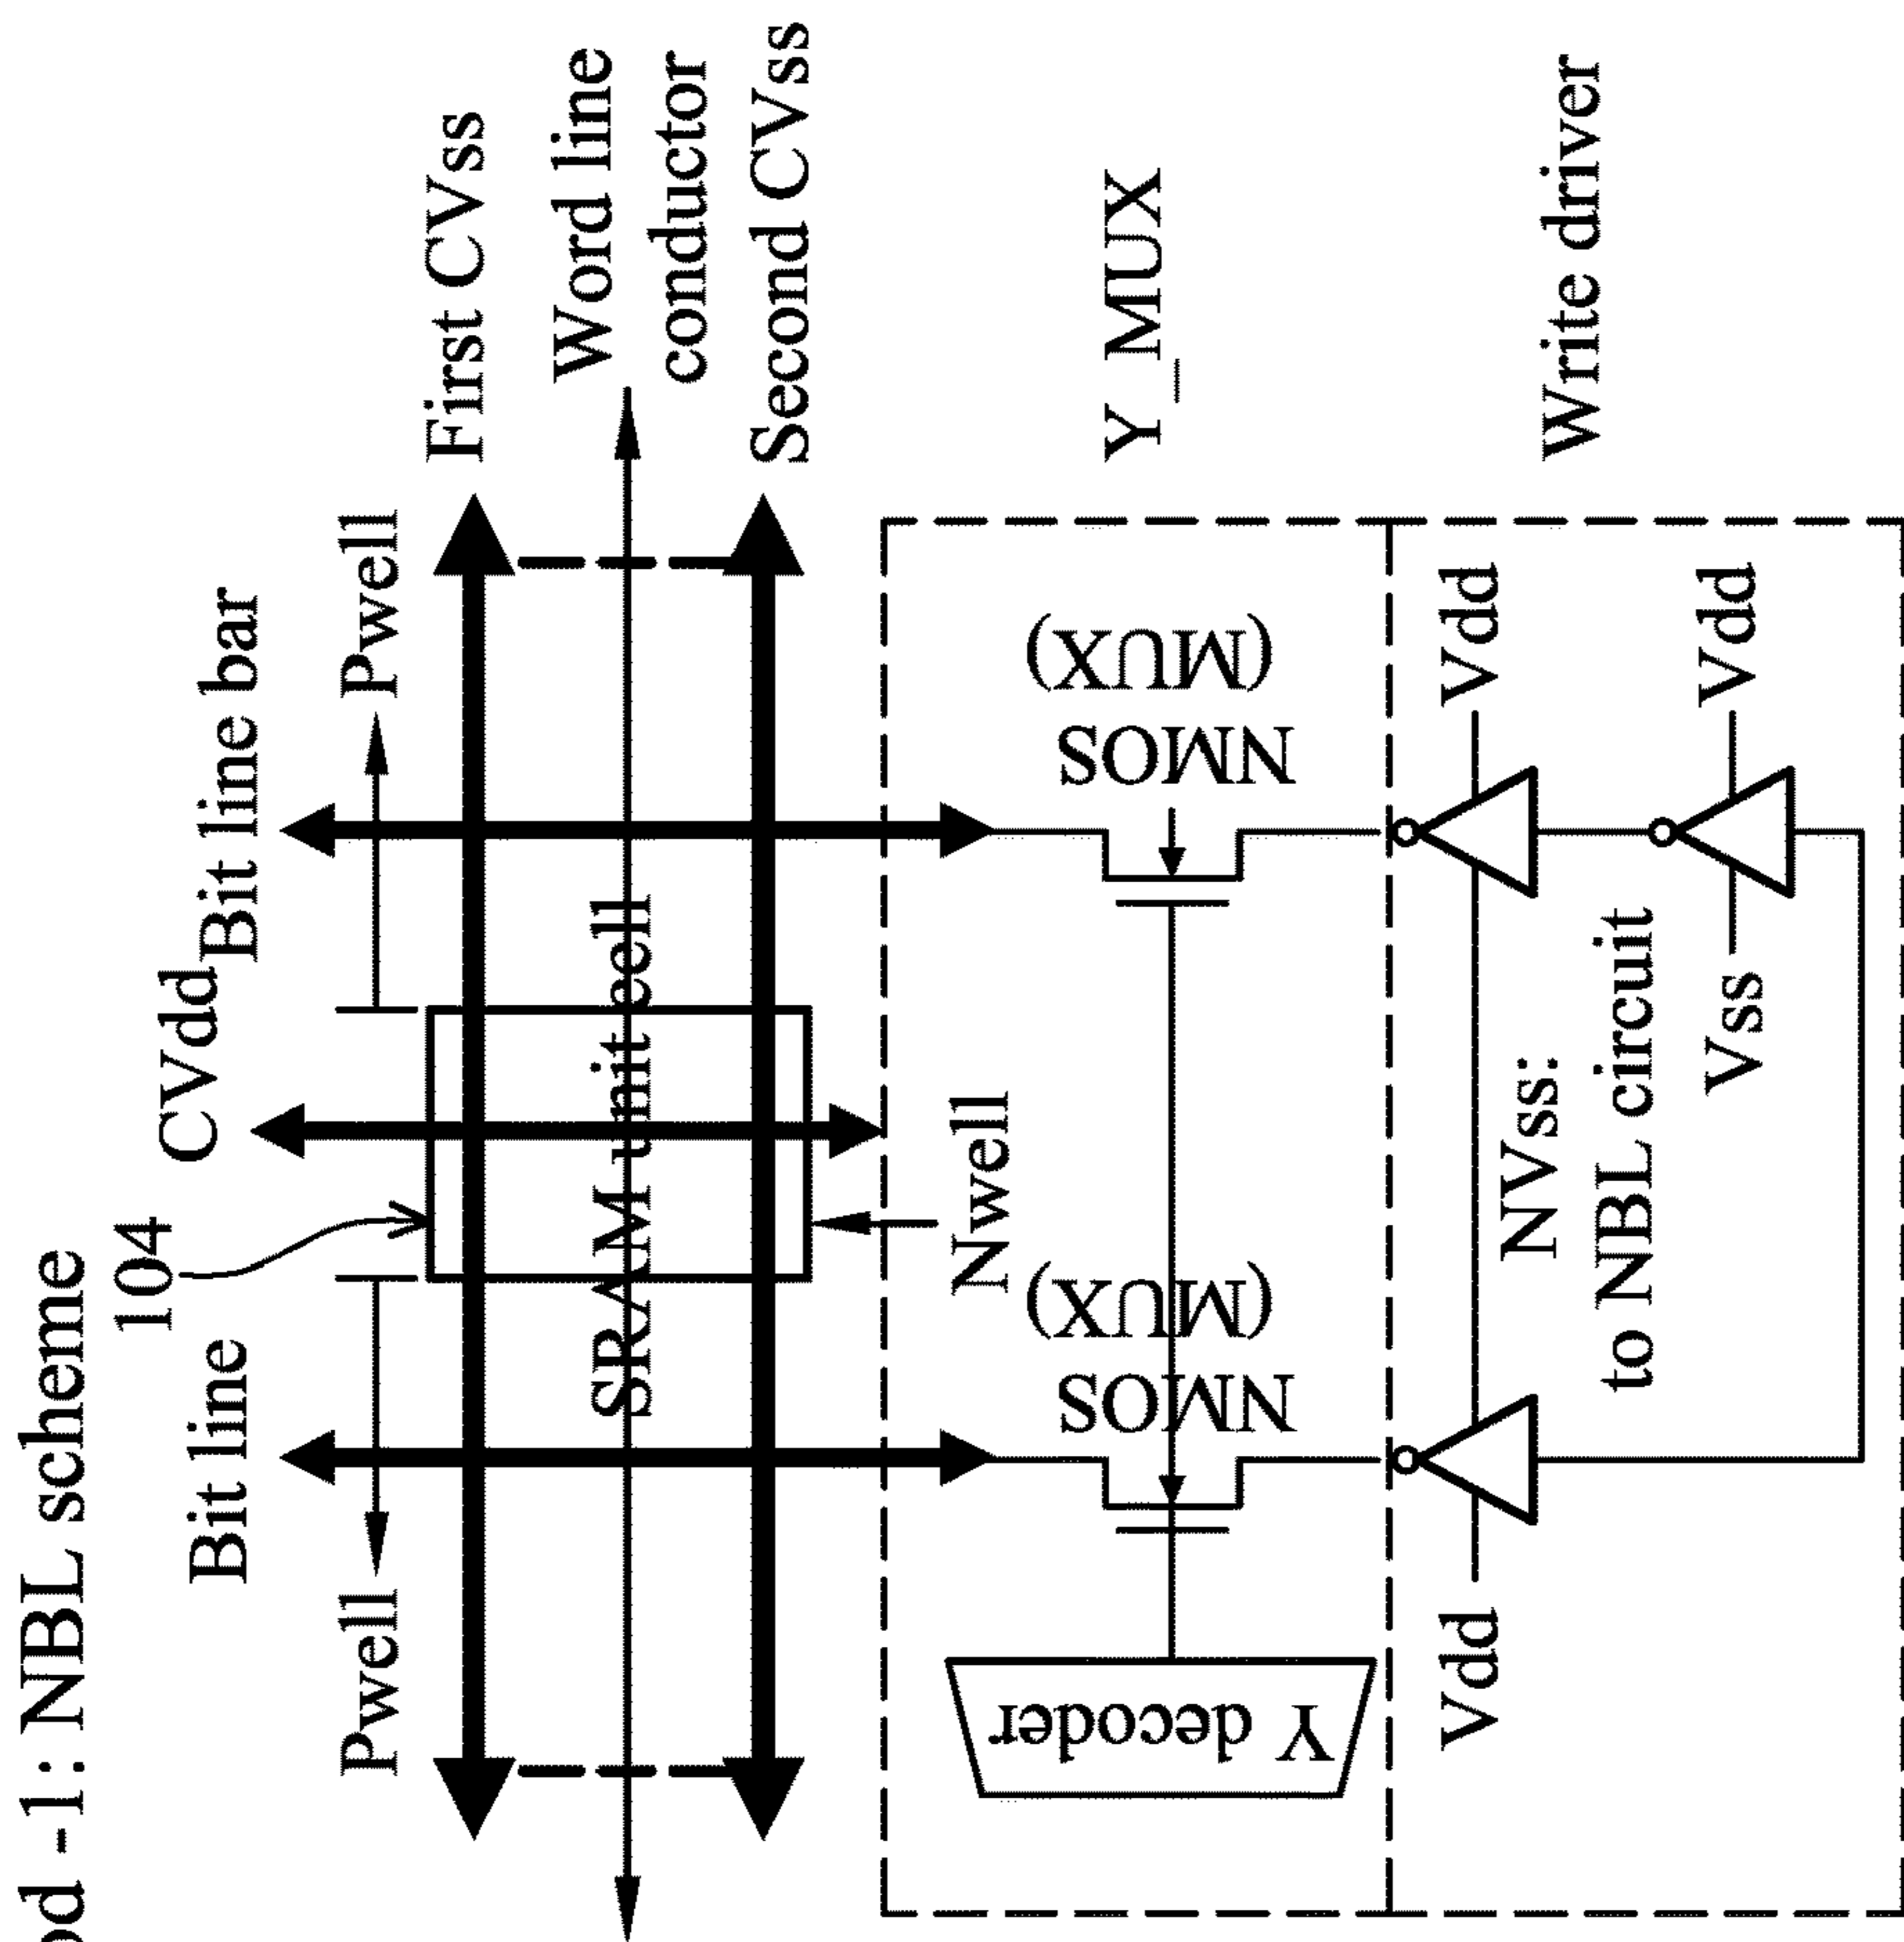 -1: NBL scheme
104
CVdd
Bit line
Bit line bar
Pwell
Pwell
First CVss
Word line
conductor
Second CVss
SRAM unit cell
Nwell
Y_MUX
NMOS
(MUX)
NMOS
(MUX)
Y decoder
Write driver
Vdd
Vdd
NVss:
to NBL circuit
Vss
Vdd